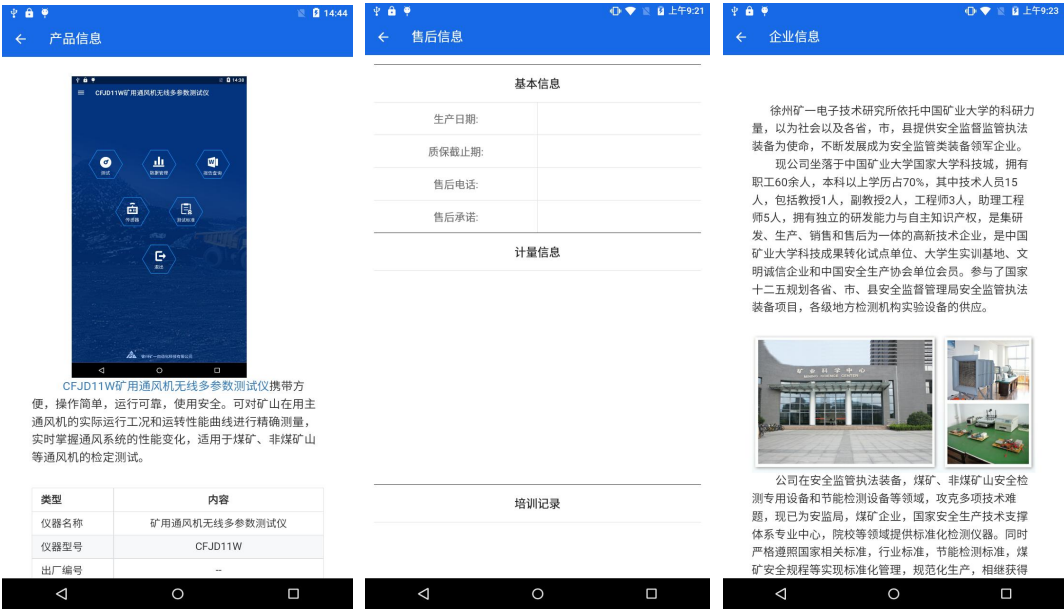 14:44
产品信息
14:38
CFJD11W矿用通风机无线多参数测试仪
测试
数据管理
报告查询
传感器
测试标准
退出
CFJD11W矿用通风机无线多参数测试仪携带方
便，操作简单，运行可靠，使用安全。可对矿山在用主
通风机的实际运行工况和运转性能曲线进行精确测量，
实时掌握通风系统的性能变化，适用于煤矿、非煤矿山
等通风机的检定测试。
类型 内容
仪器名称 矿用通风机无线多参数测试仪
仪器型号 CFJD11W
出厂编号 --
上午9:21
售后信息
基本信息
生产日期:
质保截止期:
售后电话:
售后承诺:
计量信息
培训记录
上午9:23
企业信息
徐州矿一电子技术研究所依托中国矿业大学的科研力
量，以为社会以及各省，市，县提供安全监督监管执法
装备为使命，不断发展成为安全监管类装备领军企业。
现公司坐落于中国矿业大学国家大学科技城，拥有
职工60余人，本科以上学历占70%，其中技术人员15
人，包括教授1人，副教授2人，工程师3人，助理工程
师5人，拥有独立的研发能力与自主知识产权，是集研
发、生产、销售和售后为一体的高新技术企业，是中国
矿业大学科技成果转化试点单位、大学生实训基地、文
明诚信企业和中国安全生产协会单位会员。参与了国家
十二五规划各省、市、县安全监督管理局安全监管执法
装备项目，各级地方检测机构实验设备的供应。
矿业科学中心
公司在安全监管执法装备，煤矿、非煤矿山安全检
测专用设备和节能检测设备等领域，攻克多项技术难
题，现已为安监局，煤矿企业，国家安全生产技术支撑
体系专业中心，院校等领域提供标准化检测仪器。同时
严格遵照国家相关标准，行业标准，节能检测标准，煤
矿安全规程等实现标准化管理，规范化生产，相继获得